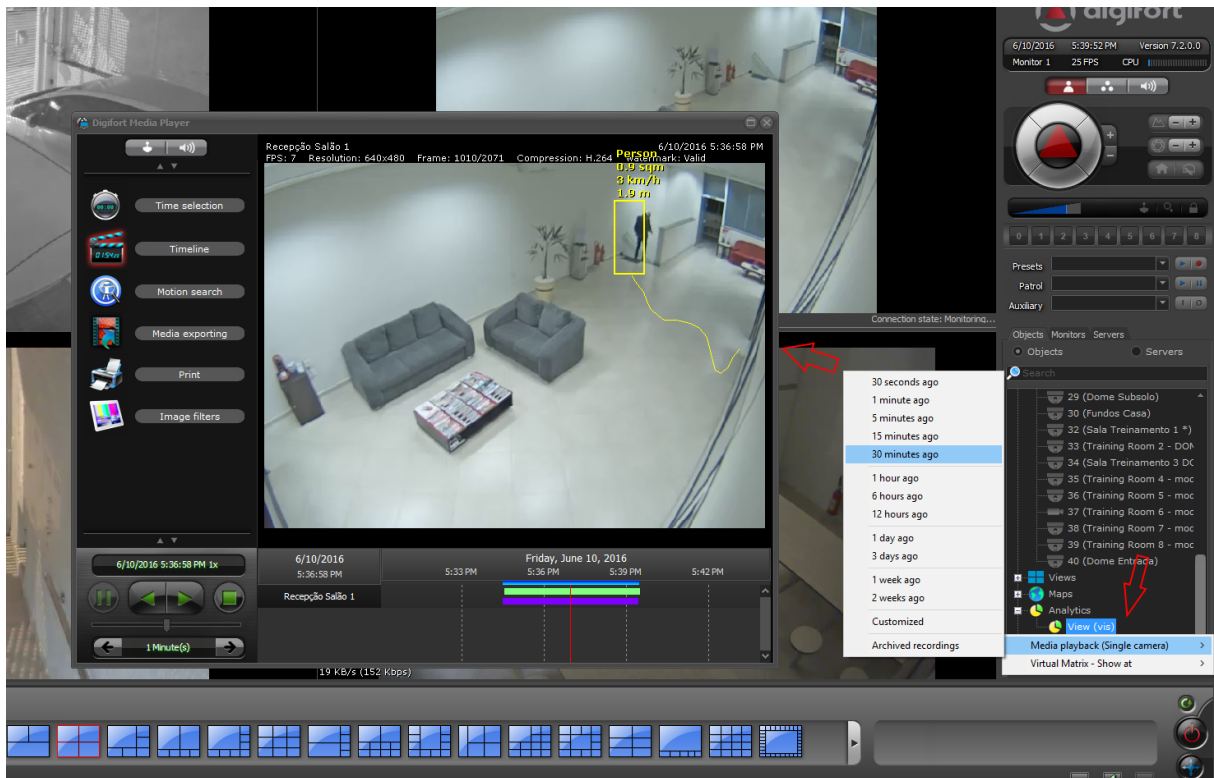 digifort
6/10/2016 5:39:52 PM Version 7.2.0.0
Monitor 1 25 FPS CPU
Digifort Media Player
Recepção Salão 1 6/10/2016 5:36:58 PM
FPS: 7 Resolution: 640x480 Frame: 1010/2071 Compression: H.264 Watermark: Valid
Person
0.9 sqm
3 km/h
1.9 m
Time selection
Timeline
Motion search
Media exporting
Print
Image filters
6/10/2016 5:36:58 PM 1x
1 Minute(s)
6/10/2016
5:36:58 PM
Friday, June 10, 2016
5:33 PM 5:36 PM 5:39 PM 5:42 PM
Recepção Salão 1
19 KB/s (152 Kbps)
0 1 2 3 4 5 6 7 8
Presets
Patrol
Auxiliary
Connection state: Monitoring...
Objects Monitors Servers
Objects Servers
Search
29 (Dome Subsolo)
30 (Fundos Casa)
32 (Sala Treinamento 1 *)
33 (Training Room 2 - DON
34 (Sala Treinamento 3 DC
35 (Training Room 4 - moc
36 (Training Room 5 - moc
37 (Training Room 6 - moc
38 (Training Room 7 - moc
39 (Training Room 8 - moc
40 (Dome Entrada)
Views
Maps
Analytics
View (vis)
Media playback (Single camera)
Virtual Matrix - Show at
30 seconds ago
1 minute ago
5 minutes ago
15 minutes ago
30 minutes ago
1 hour ago
6 hours ago
12 hours ago
1 day ago
3 days ago
1 week ago
2 weeks ago
Customized
Archived recordings